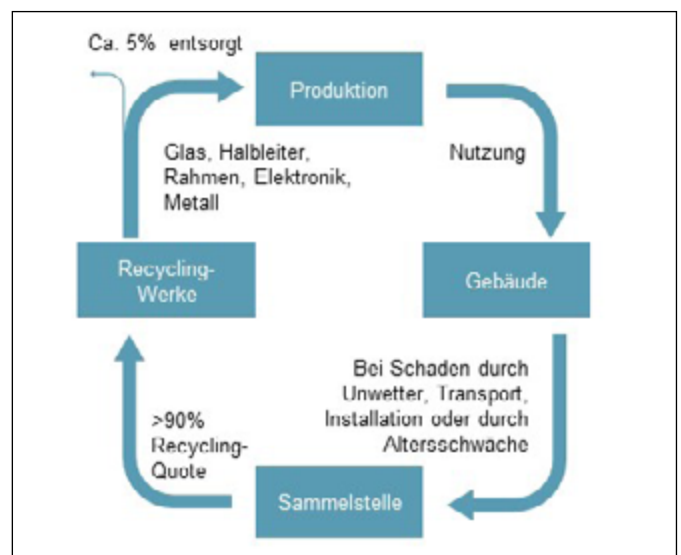 Ca. 5% entsorgt
Produktion
Glas, Halbleiter,
Rahmen, Elektronik,
Metall
Nutzung
Recycling-
Werke
Gebäude
Bei Schaden durch
Unwetter, Transport,
Installation oder durch
Altersschwäche
>90%
Recycling-
Quote
Sammelstelle